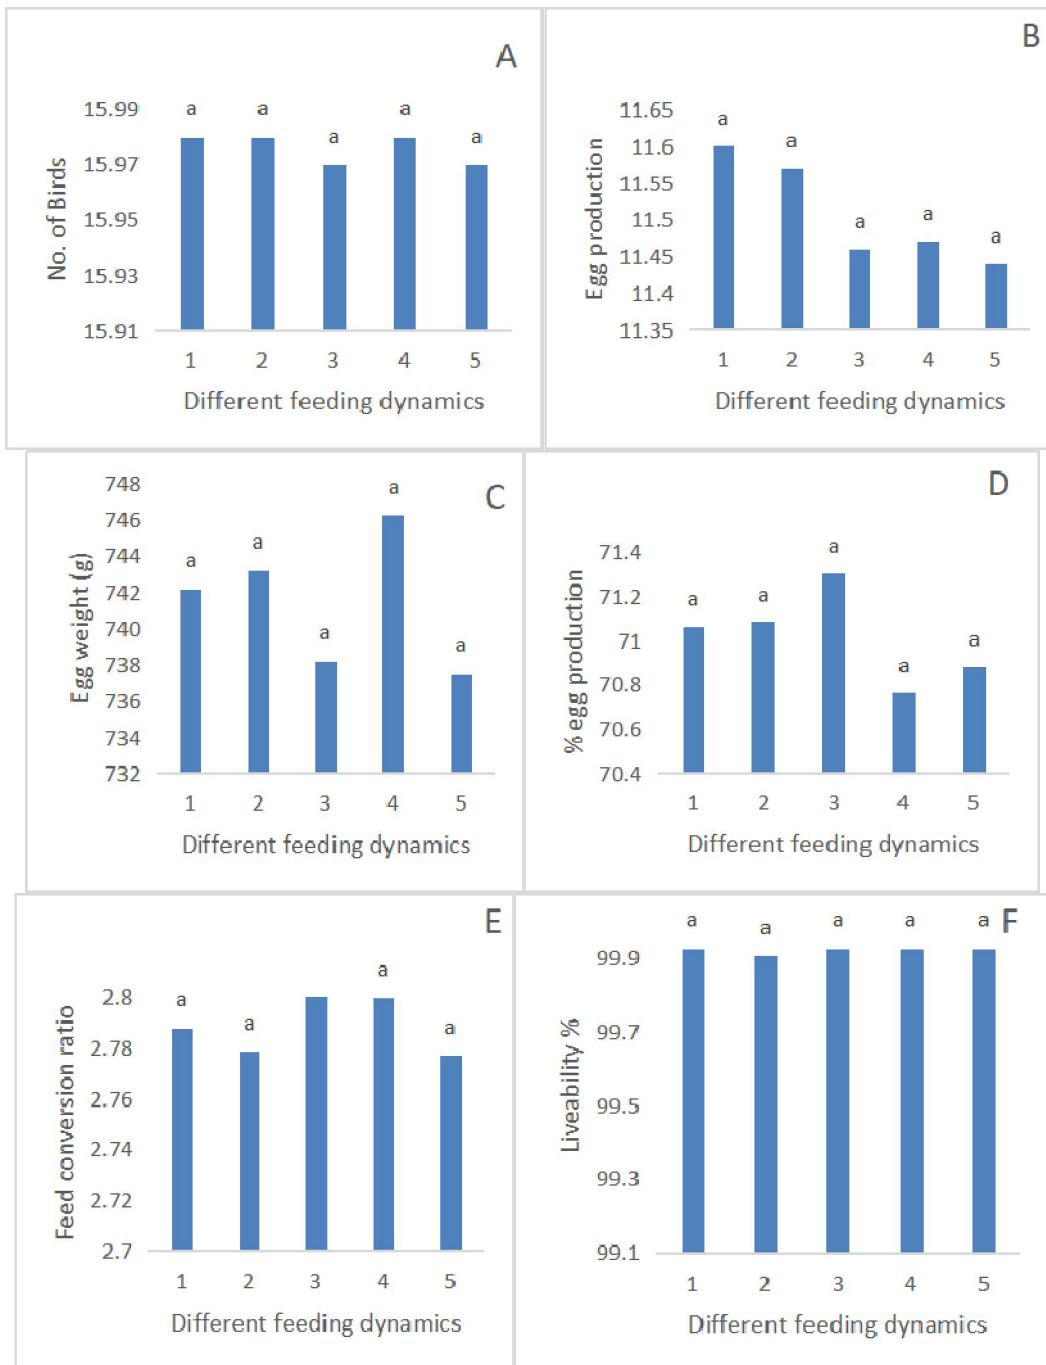 A
No. of Birds
15.99
15.97
15.95
15.93
15.91
a a a a a
1 2 3 4 5
Different feeding dynamics
B
Egg production
11.65
11.6
11.55
11.5
11.45
11.4
11.35
a a a a a
1 2 3 4 5
Different feeding dynamics
C
Egg weight (g)
748
746
744
742
740
738
736
734
732
a a a a a
1 2 3 4 5
Different feeding dynamics
D
% egg production
71.4
71.2
71
70.8
70.6
70.4
a a a a a
1 2 3 4 5
Different feeding dynamics
E
Feed conversion ratio
2.8
2.78
2.76
2.74
2.72
2.7
a a a a
1 2 3 4 5
Different feeding dynamics
F
Liveability %
99.9
99.7
99.5
99.3
99.1
a a a a a
1 2 3 4 5
Different feeding dynamics